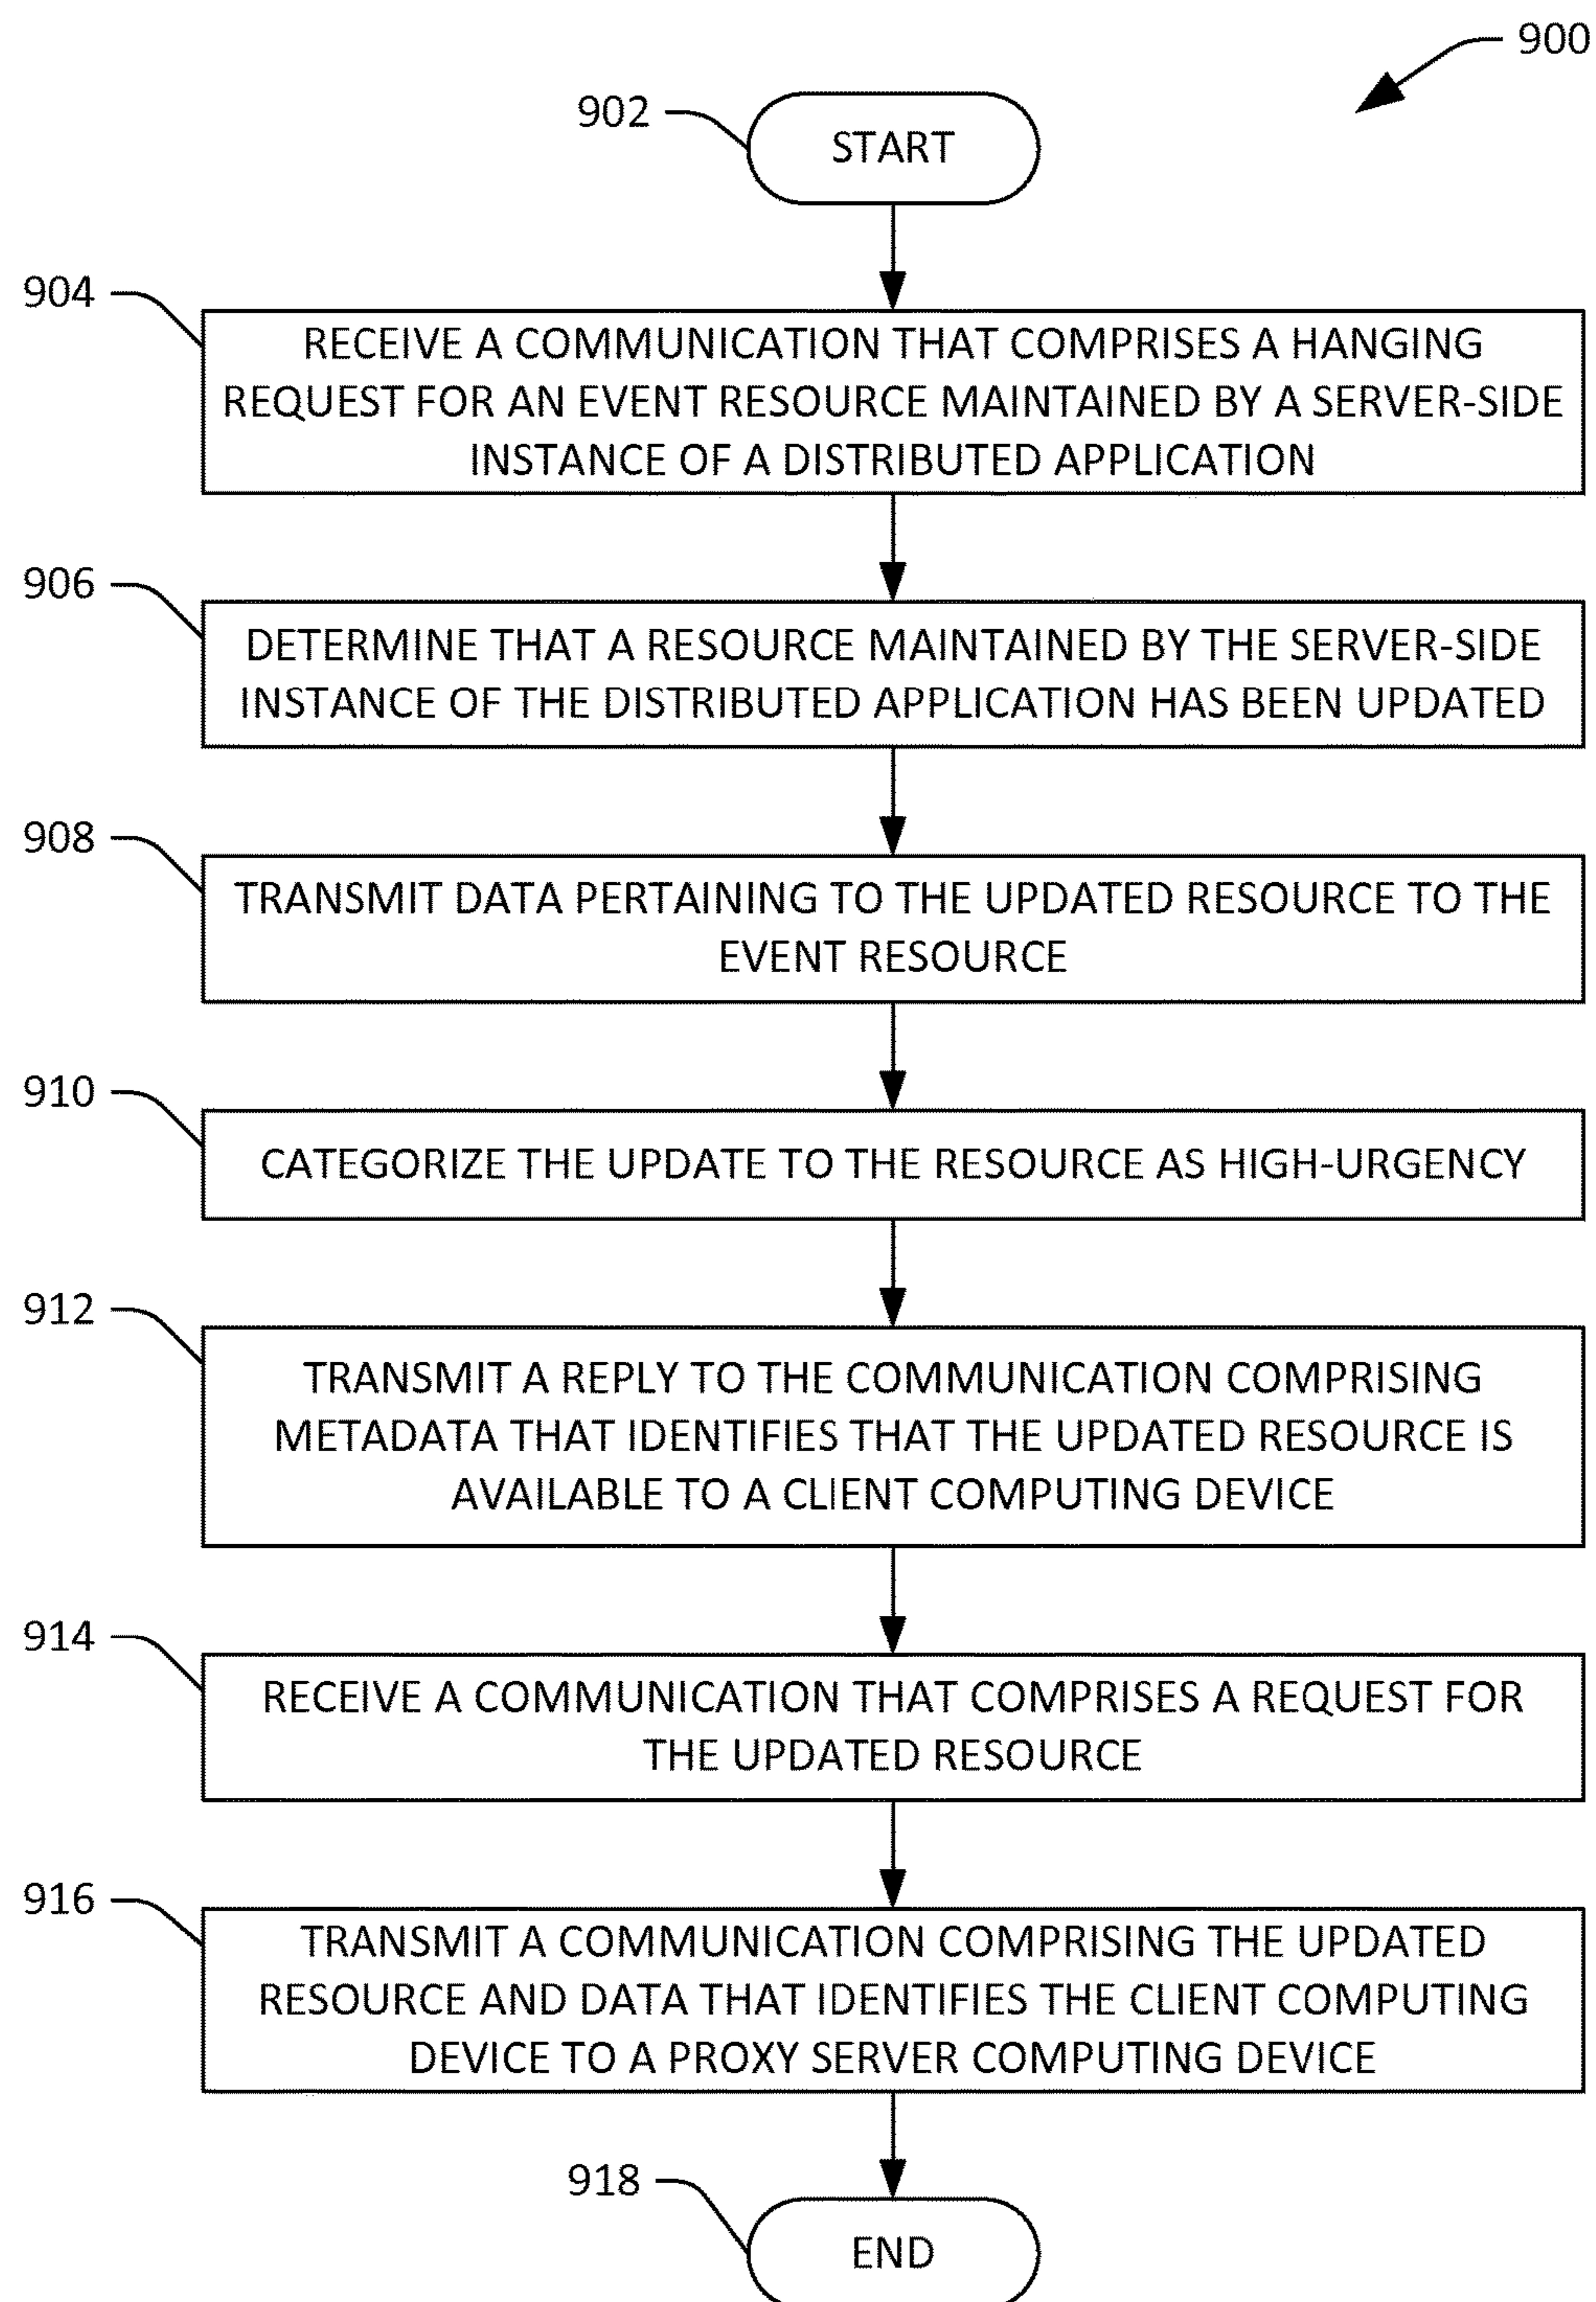 900
902
START
904
RECEIVE A COMMUNICATION THAT COMPRISES A HANGING
REQUEST FOR AN EVENT RESOURCE MAINTAINED BY A SERVER-SIDE
INSTANCE OF A DISTRIBUTED APPLICATION
906
DETERMINE THAT A RESOURCE MAINTAINED BY THE SERVER-SIDE
INSTANCE OF THE DISTRIBUTED APPLICATION HAS BEEN UPDATED
908
TRANSMIT DATA PERTAINING TO THE UPDATED RESOURCE TO THE
EVENT RESOURCE
910
CATEGORIZE THE UPDATE TO THE RESOURCE AS HIGH-URGENCY
912
TRANSMIT A REPLY TO THE COMMUNICATION COMPRISING
METADATA THAT IDENTIFIES THAT THE UPDATED RESOURCE IS
AVAILABLE TO A CLIENT COMPUTING DEVICE
914
RECEIVE A COMMUNICATION THAT COMPRISES A REQUEST FOR
THE UPDATED RESOURCE
916
TRANSMIT A COMMUNICATION COMPRISING THE UPDATED
RESOURCE AND DATA THAT IDENTIFIES THE CLIENT COMPUTING
DEVICE TO A PROXY SERVER COMPUTING DEVICE
918
END